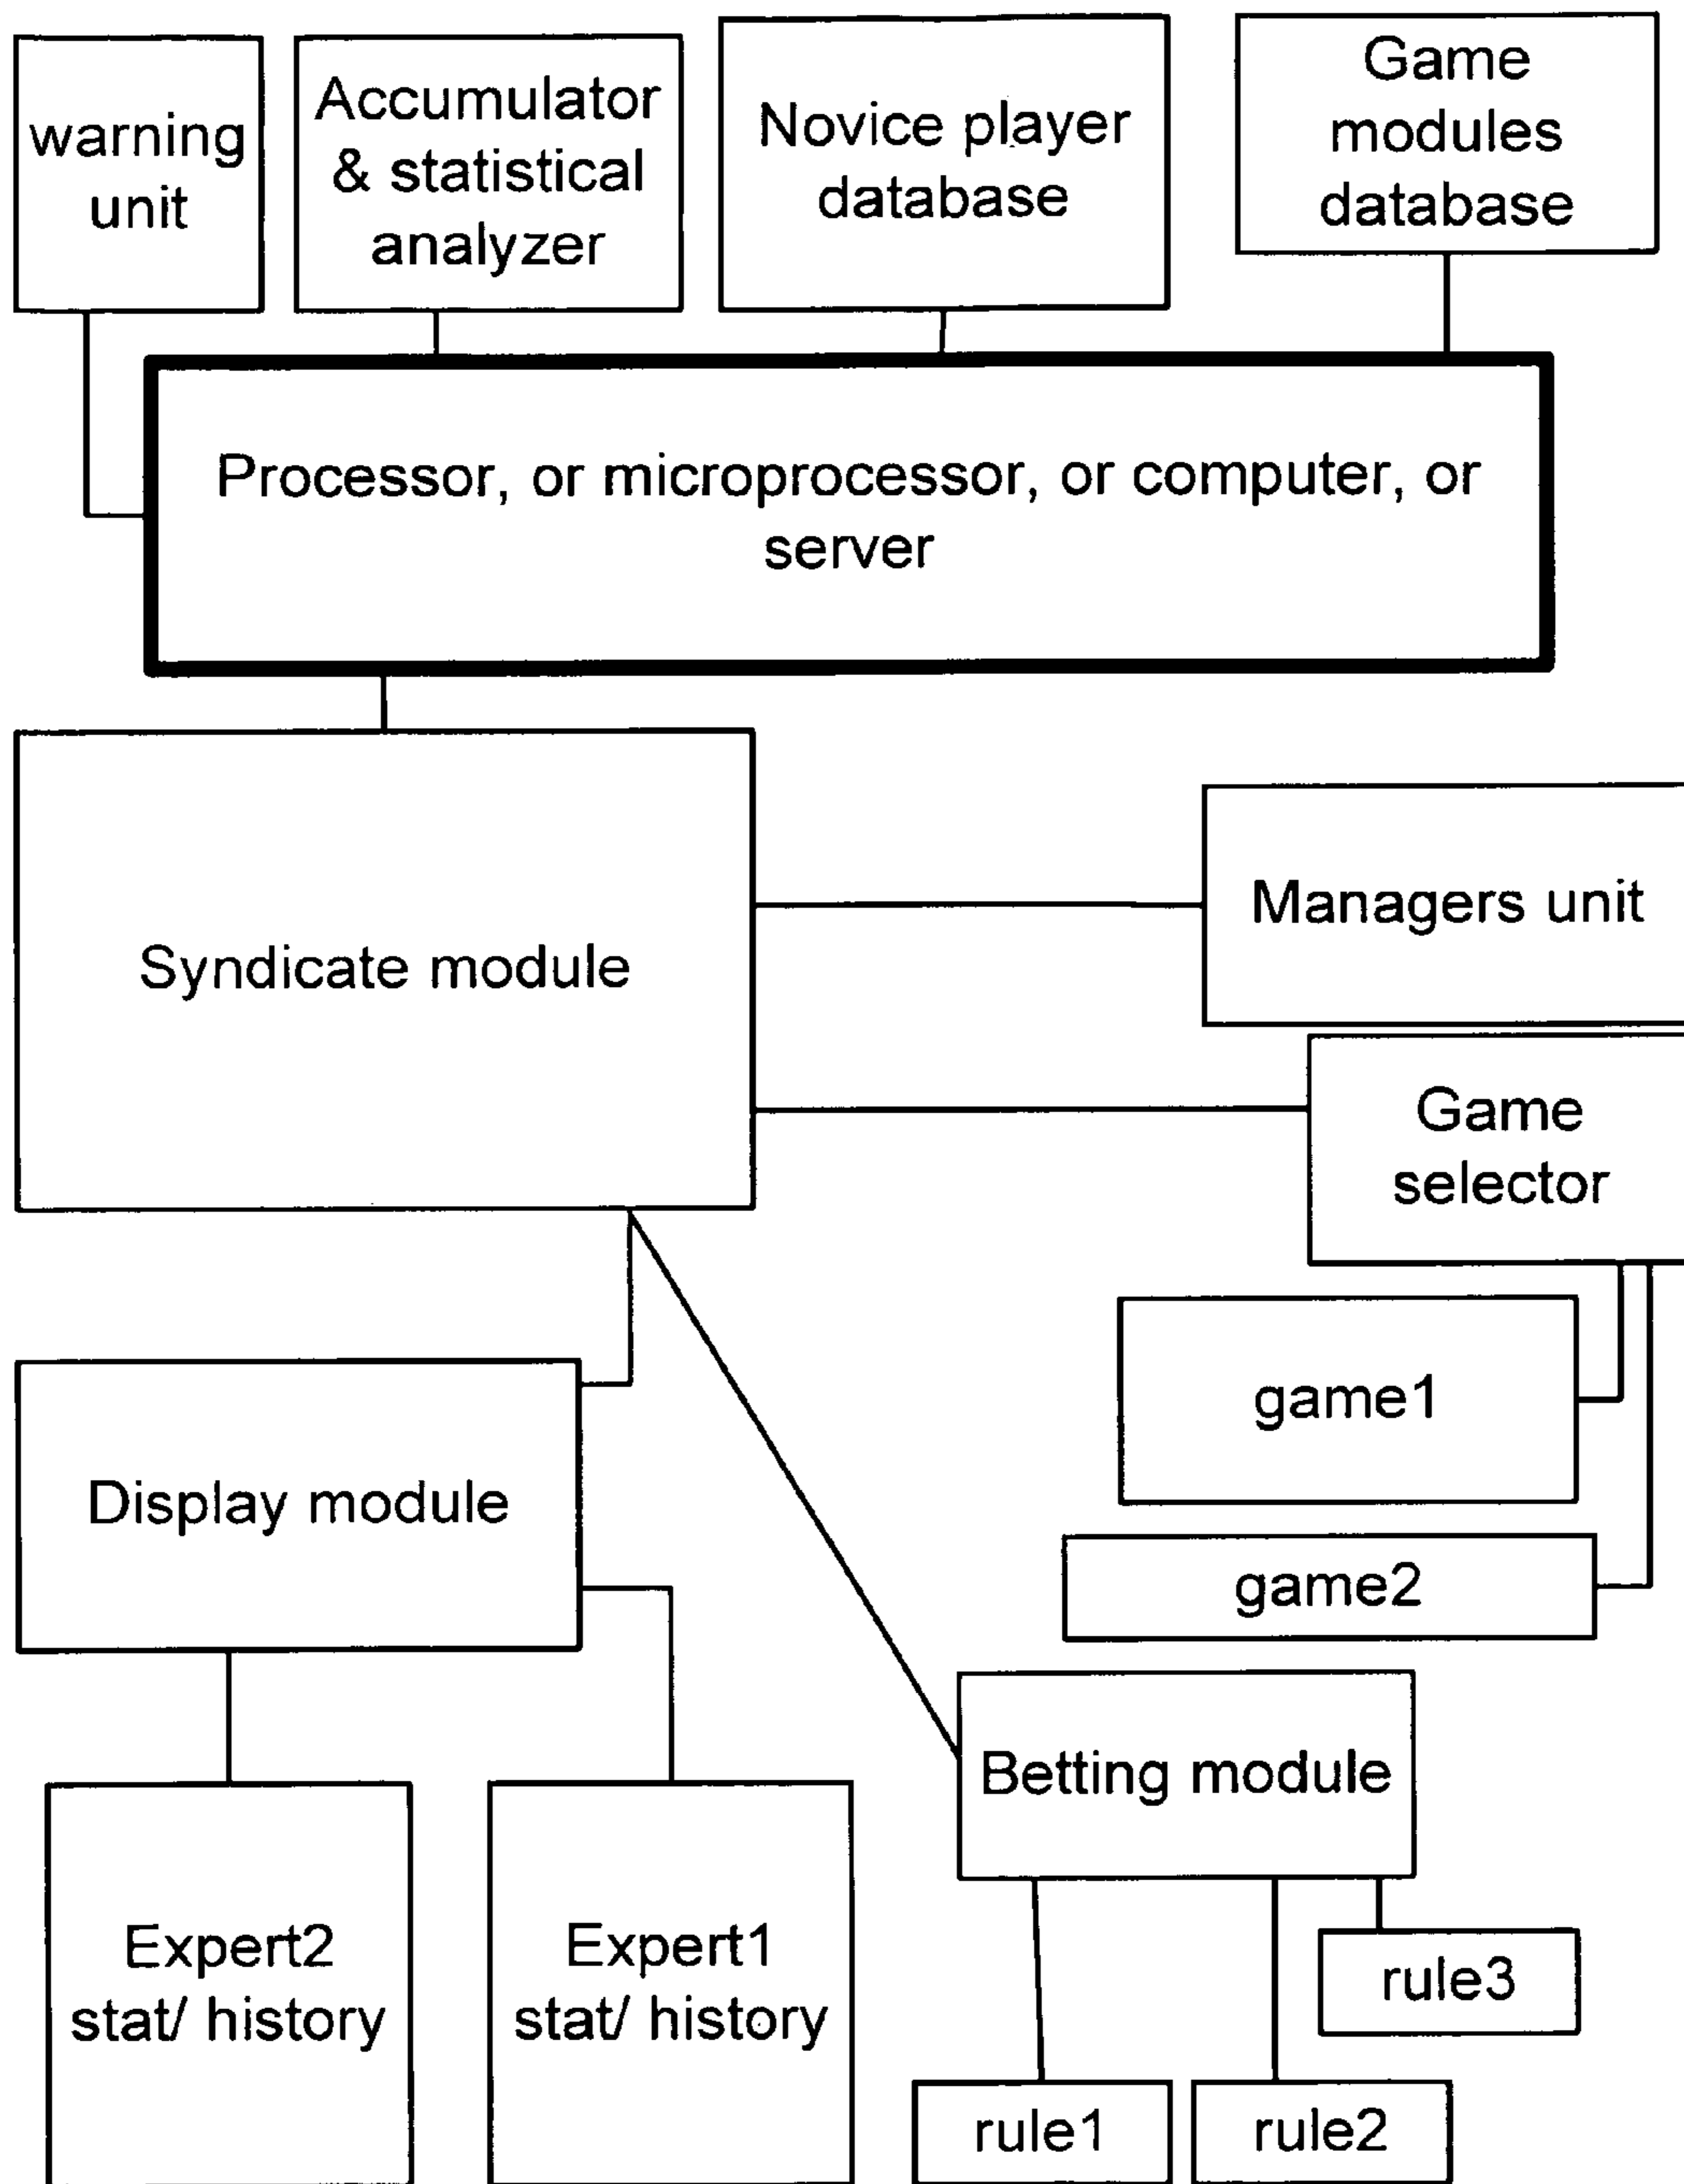 warning
unit
Accumulator
& statistical
analyzer
Novice player
database
Game
modules
database
Processor, or microprocessor, or computer, or
server
Syndicate module
Managers unit
Game
selector
game1
Display module
game2
Betting module
Expert2
stat/ history
Expert1
stat/ history
rule3
rule1
rule2